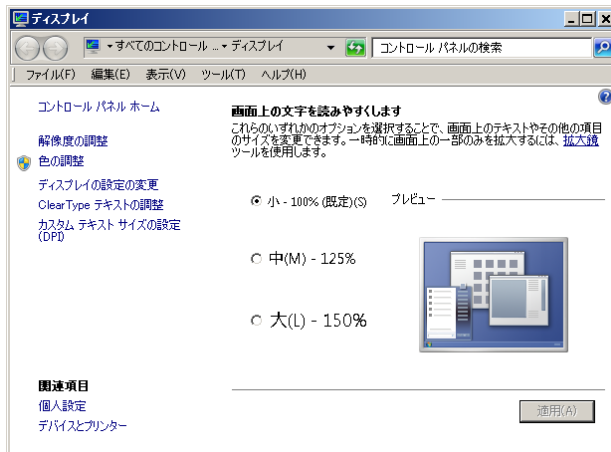 ディスプレイ
すべてのコントロール ... ディスプレイ
コントロール パネルの検索
ファイル(F) 編集(E) 表示(V) ツール(T) ヘルプ(H)
コントロール パネル ホーム
解像度の調整
色の調整
ディスプレイの設定の変更
ClearType テキストの調整
カスタム テキスト サイズの設定
(DPI)
関連項目
個人設定
デバイスとプリンター
画面上の文字を読みやすくします
これらのいずれかのオプションを選択することで、画面上のテキストやその他の項目
のサイズを変更できます。一時的に画面上の一部のみを拡大するには、拡大鏡
ツールを使用します。
小 - 100% (既定)(S)
プレビュー
中(M) - 125%
大(L) - 150%
適用(A)